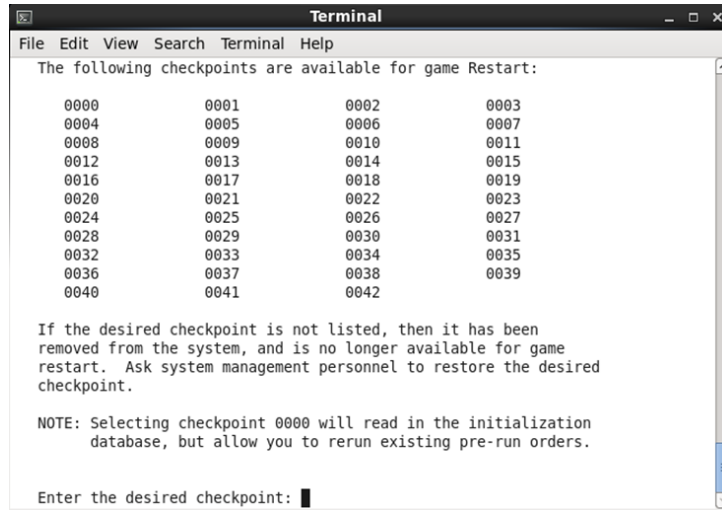 Terminal
File Edit View Search Terminal Help
The following checkpoints are available for game Restart:
0000 0001 0002 0003
0004 0005 0006 0007
0008 0009 0010 0011
0012 0013 0014 0015
0016 0017 0018 0019
0020 0021 0022 0023
0024 0025 0026 0027
0028 0029 0030 0031
0032 0033 0034 0035
0036 0037 0038 0039
0040 0041 0042
If the desired checkpoint is not listed, then it has been
removed from the system, and is no longer available for game
restart. Ask system management personnel to restore the desired
checkpoint.
NOTE: Selecting checkpoint 0000 will read in the initialization
database, but allow you to rerun existing pre-run orders.
Enter the desired checkpoint: